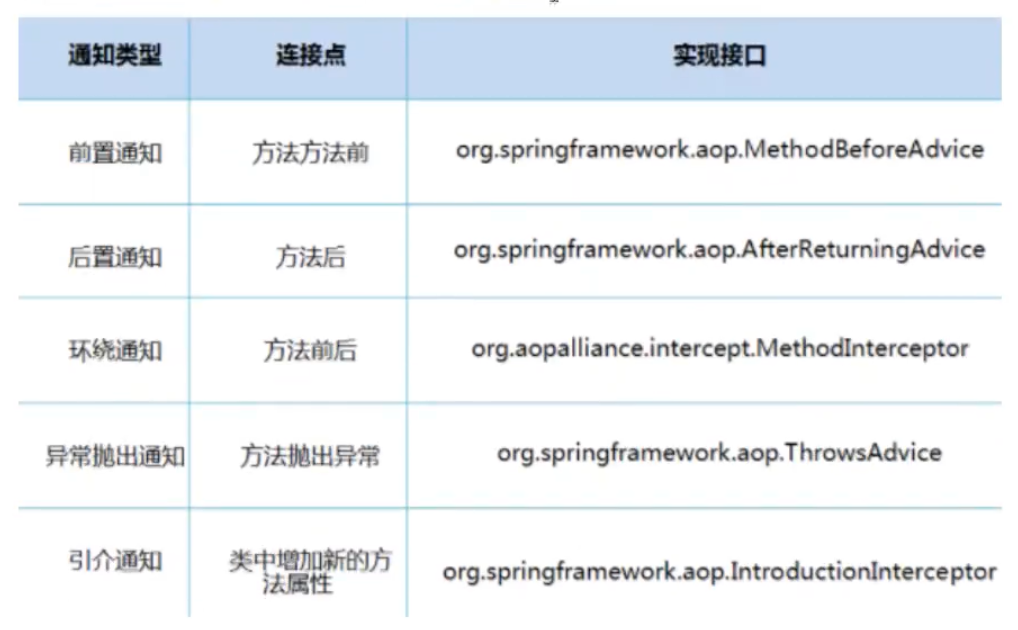 通知类型 连接点 实现接口
前置通知 方法方法前 org.springframework.aop.MethodBeforeAdvice
后置通知 方法后 org.springframework.aop.AfterReturningAdvice
环绕通知 方法前后 org.aopalliance.intercept.MethodInterceptor
异常抛出通知 方法抛出异常 org.springframework.aop.ThrowsAdvice
引介通知 类中增加新的方
法属性 org.springframework.aop.IntroductionInterceptor